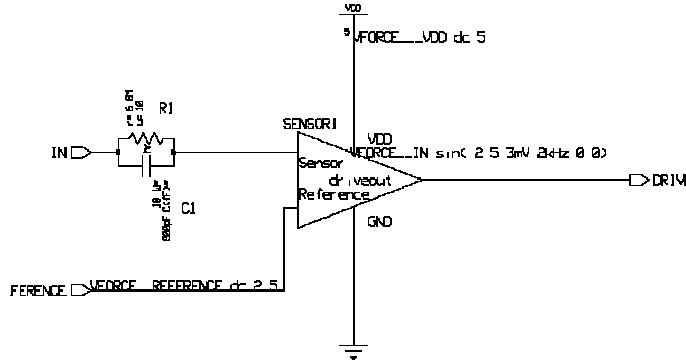 VDD
5
VFORCE__VDD dc 5
R1
SENSOR1
VDD
IN
VFORCE__IN sin( 2.5 3mV 2kHz 0 0)
Sensor
driveout
DRIV
Reference
C1
GND
FERENCE
VFORCE__REFERENCE dc 2.5